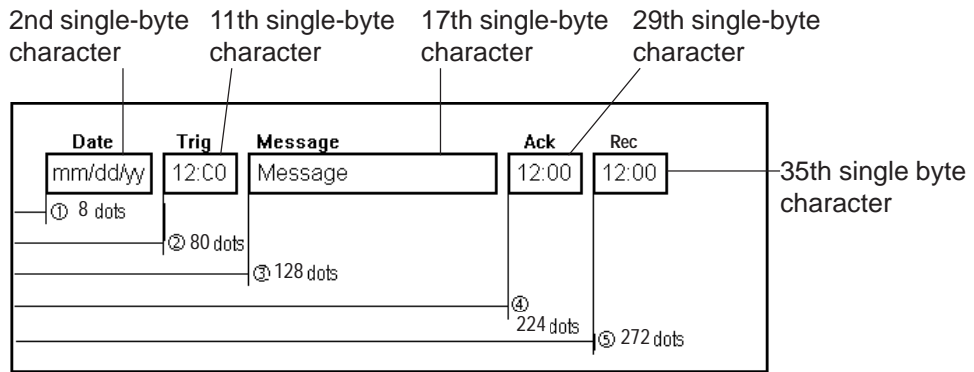 2nd single-byte character
11th single-byte character
17th single-byte character
29th single-byte character
Date Trig Message Ack Rec
mm/dd/yy 12:00 Message 12:00 12:00
35th single byte character
① 8 dots
② 80 dots
③ 128 dots
④ 224 dots
⑤ 272 dots